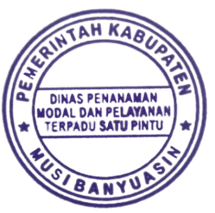 PEMERINTAH KABUPATEN
DINAS PENANAMAN
MODAL DAN PELAYANAN
TERPADU SATU PINTU
MUSI BANYUASIN